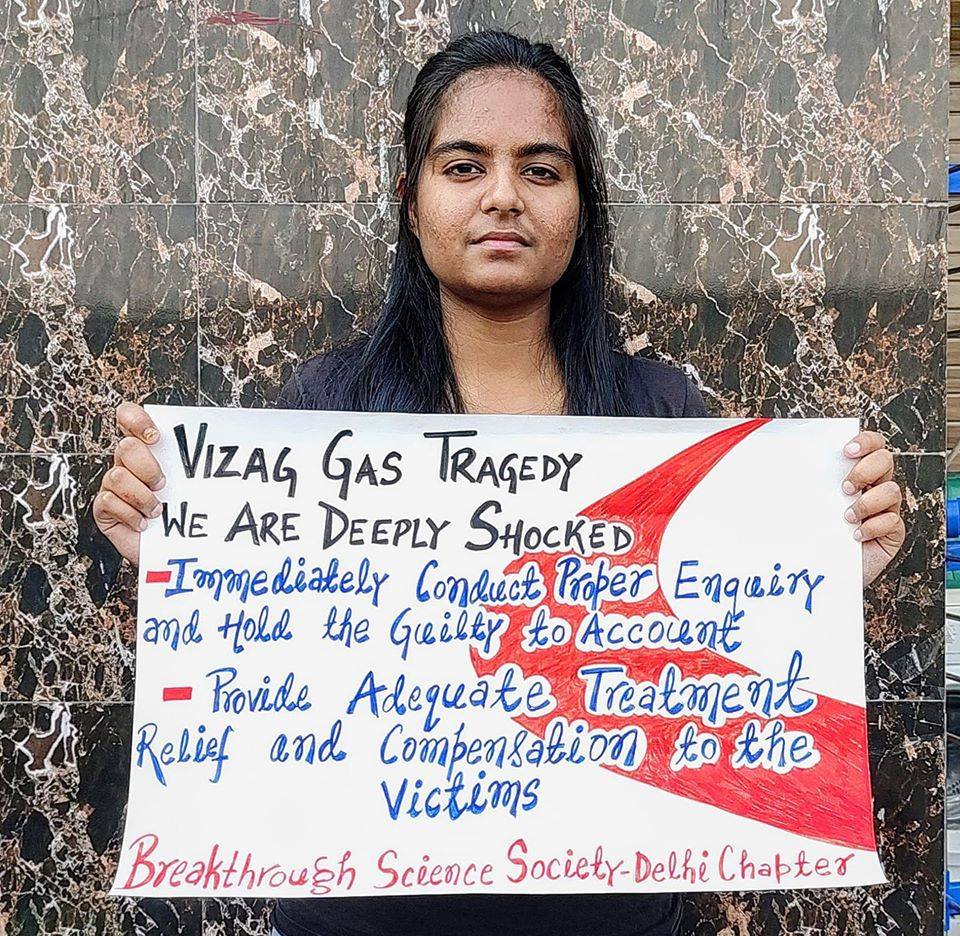 VIZAG GAS TRAGEDY
WE ARE DEEPLY SHOCKED
- Immediately Conduct Proper Enquiry
and Hold the Guilty to Account
- Provide Adequate Treatment
Relief and Compensation to the
Victims
Breakthrough Science Society-Delhi Chapter